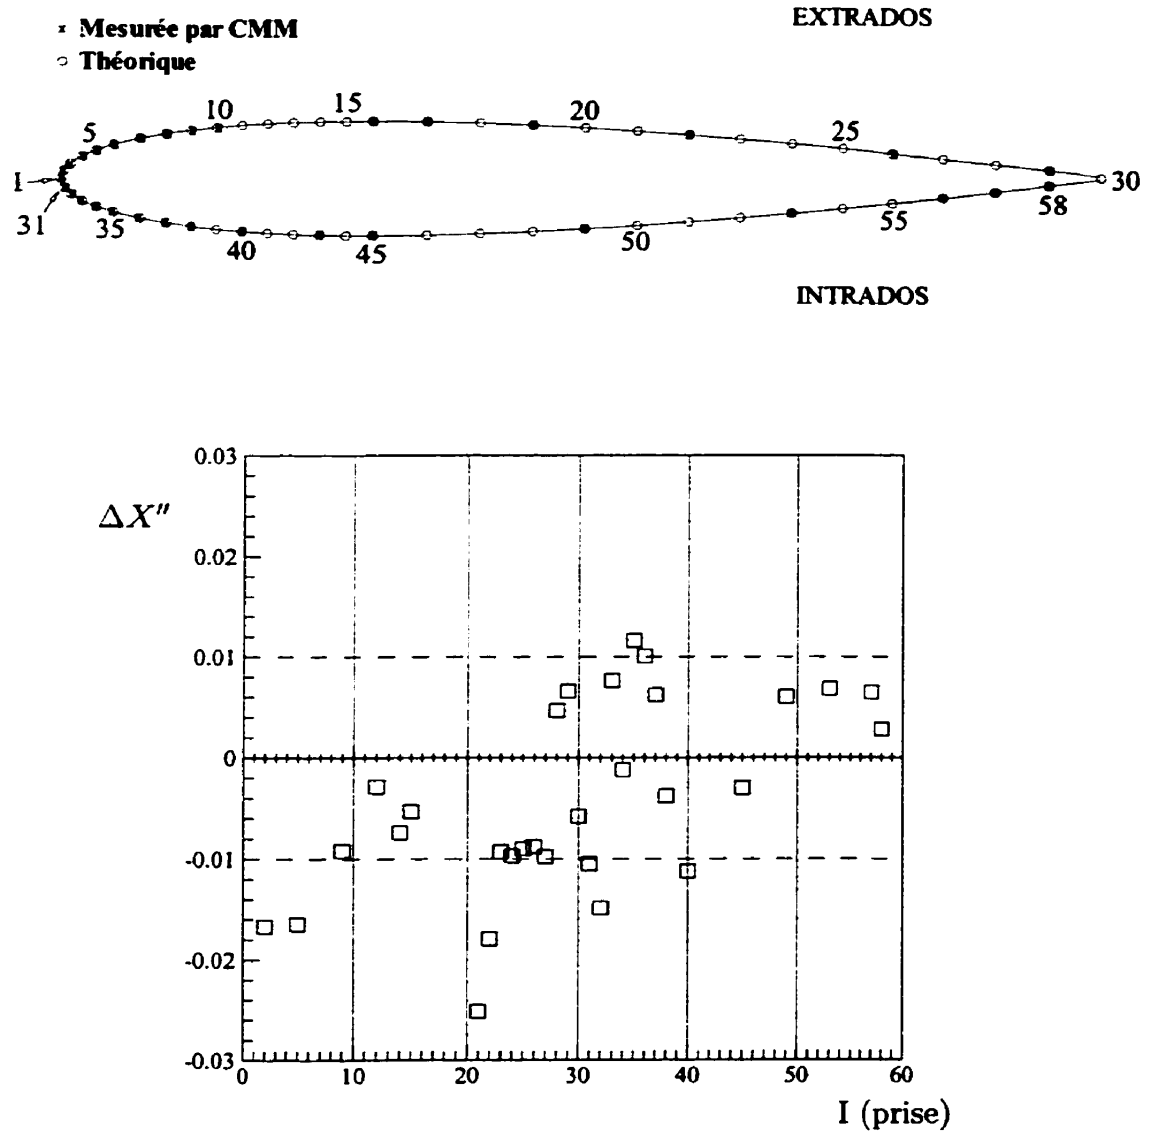 EXTRADOS
Mesurée par CMM
Théorique
5 10 15 20 25
I 30
31 35 40 45 50 55 58
INTRADOS
0.03
ΔX″
0.02
0.01
0
-0.01
-0.02
-0.03
0 10 20 30 40 50 60
I (prise)